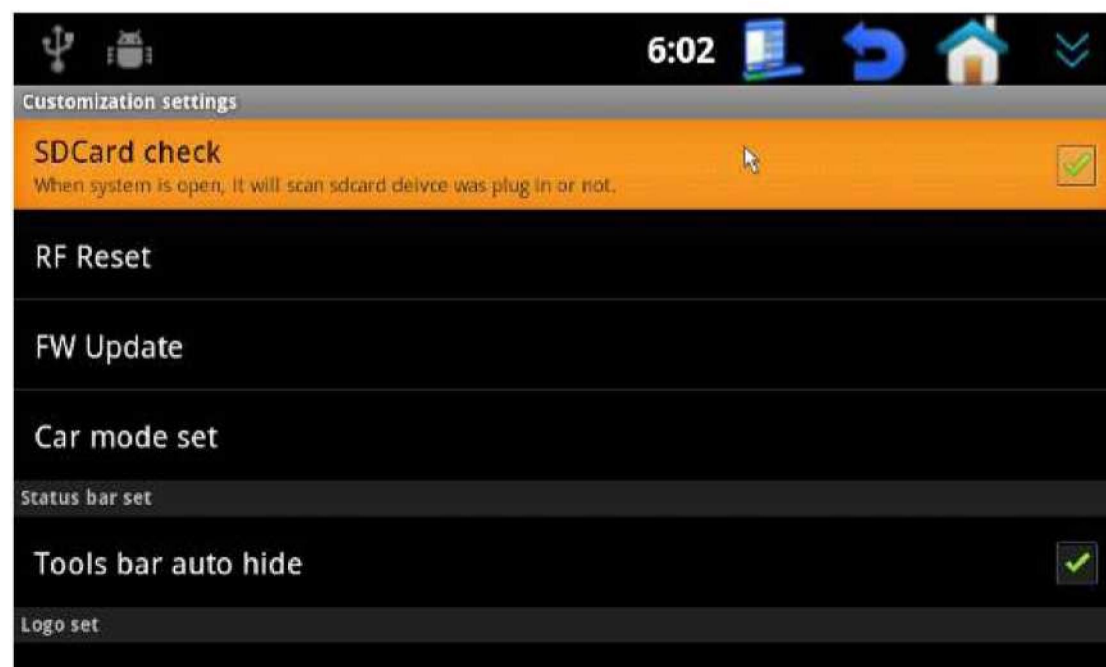 6:02
Customization settings
SDCard check
When system is open, it will scan sdcard deivce was plug in or not.
RF Reset
FW Update
Car mode set
Status bar set
Tools bar auto hide
Logo set